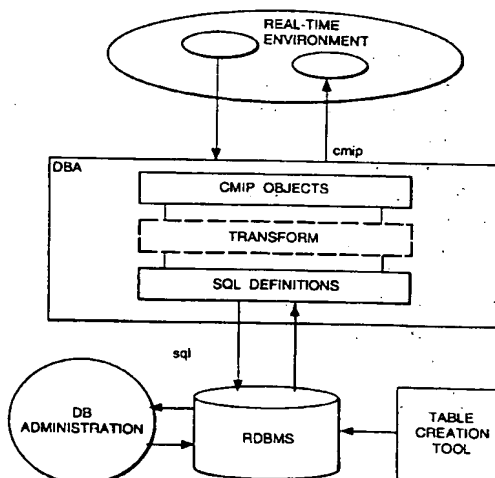 REAL-TIME
ENVIRONMENT
cmip
DBA
CMIP OBJECTS
TRANSFORM
SQL DEFINITIONS
sql
DB
ADMINISTRATION
RDBMS
TABLE
CREATION
TOOL